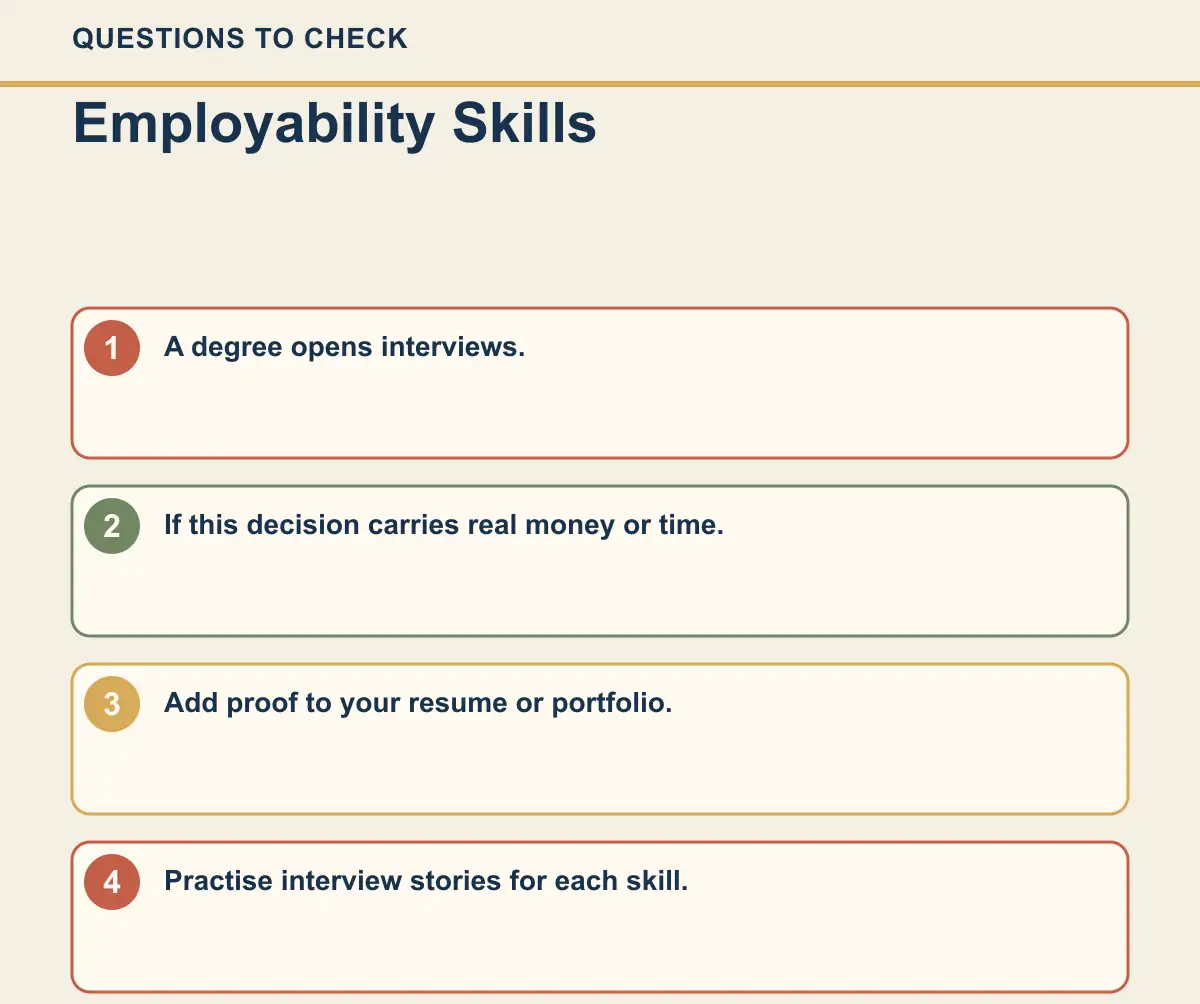 QUESTIONS TO CHECK
Employability Skills
1 A degree opens interviews.
2 If this decision carries real money or time.
3 Add proof to your resume or portfolio.
4 Practise interview stories for each skill.